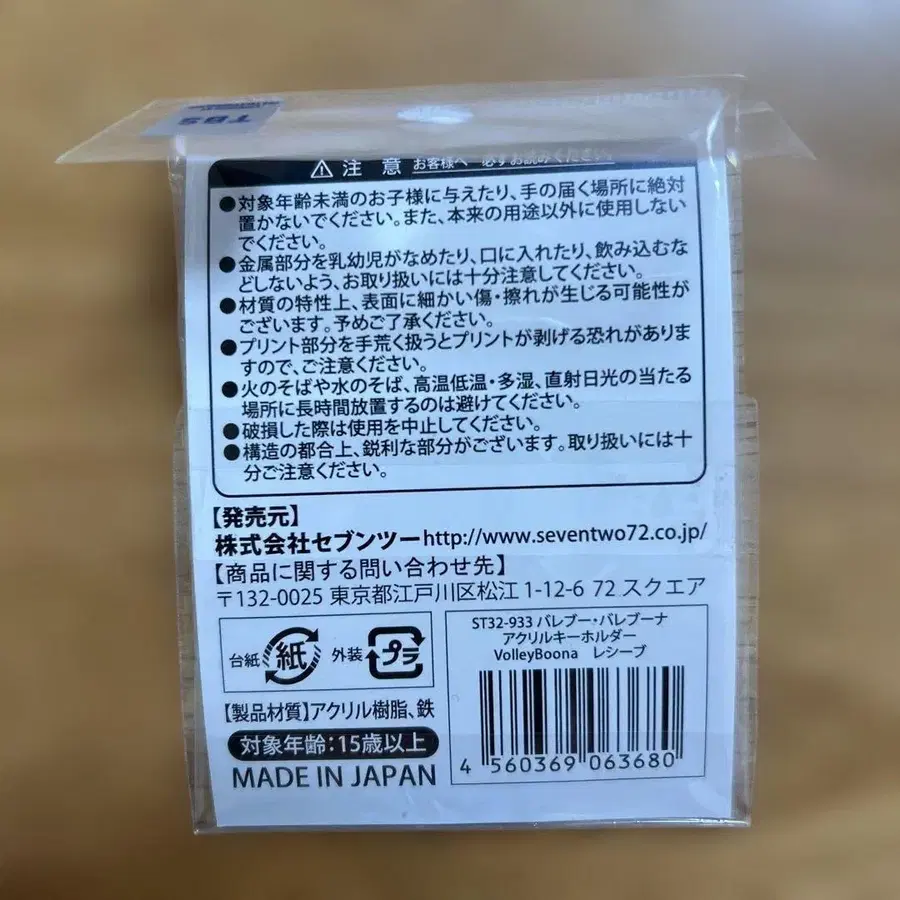 TBS
⚠ 注 意 お客様へ 必ずお読みください
●対象年齢未満のお子様に与えたり、手の届く場所に絶対
置かないでください。また、本来の用途以外に使用しない
でください。
●金属部分を乳幼児がなめたり、口に入れたり、飲み込むな
どしないよう、お取り扱いには十分注意してください。
●材質の特性上、表面に細かい傷・擦れが生じる可能性が
ございます。予めご了承ください。
●プリント部分を手荒く扱うとプリントが剥げる恐れがありま
すので、ご注意ください。
●火のそばや水のそば、高温低温・多湿、直射日光の当たる
場所に長時間放置するのは避けてください。
●破損した際は使用を中止してください。
●構造の都合上、鋭利な部分がございます。取り扱いには十
分ご注意ください。
【発売元】
株式会社セブンツーhttp://www.seventwo72.co.jp/
【商品に関する問い合わせ先】
〒132-0025 東京都江戸川区松江 1-12-6 72 スクエア
台紙 紙 外装 プラ
【製品材質】アクリル樹脂、鉄
対象年齢：15歳以上
MADE IN JAPAN
ST32-933 バレブー・バレブーナ
アクリルキーホルダー
VolleyBoona レシーブ
4 560369 063680